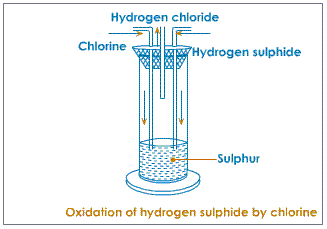 Hydrogen chloride
Chlorine
Hydrogen sulphide
Sulphur
Oxidation of hydrogen sulphide by chlorine